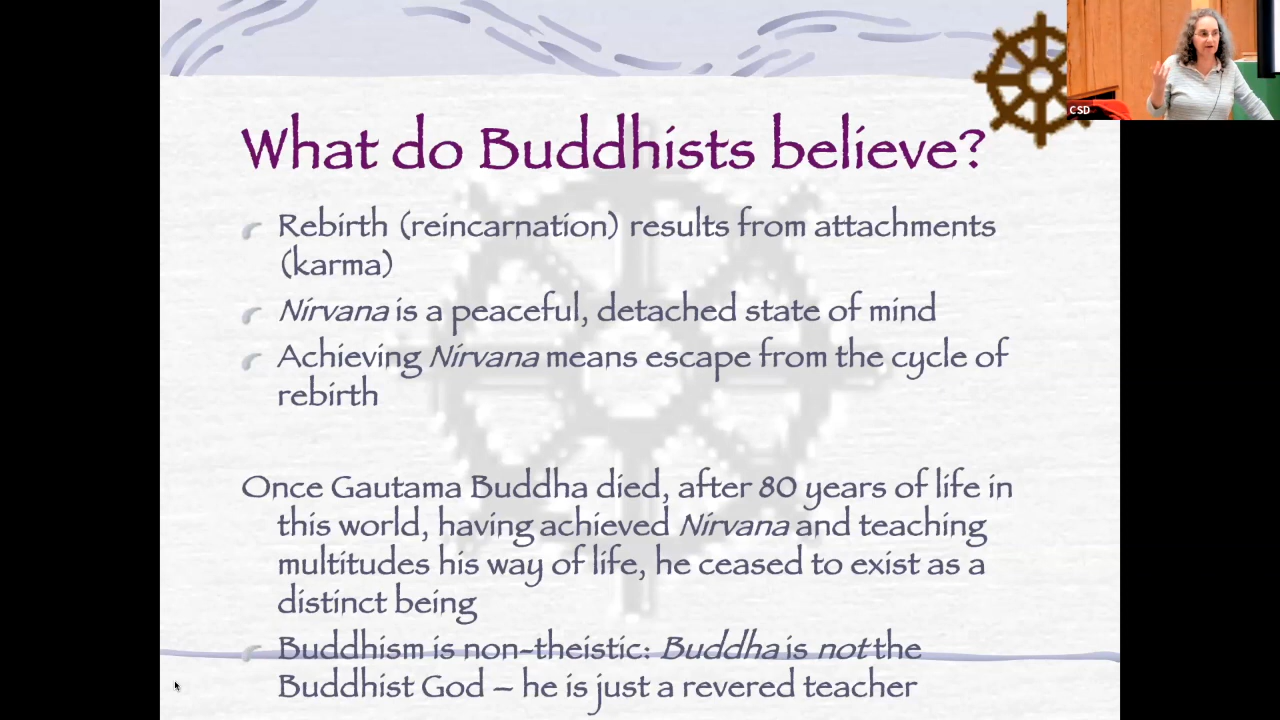 CSD
What do Buddhists believe?
Rebirth (reincarnation) results from attachments
(karma)
Nirvana is a peaceful, detached state of mind
Achieving Nirvana means escape from the cycle of
rebirth
Once Gautama Buddha died, after 80 years of life in
this world, having achieved Nirvana and teaching
multitudes his way of life, he ceased to exist as a
distinct being
Buddhism is non-theistic: Buddha is not the
Buddhist God – he is just a revered teacher